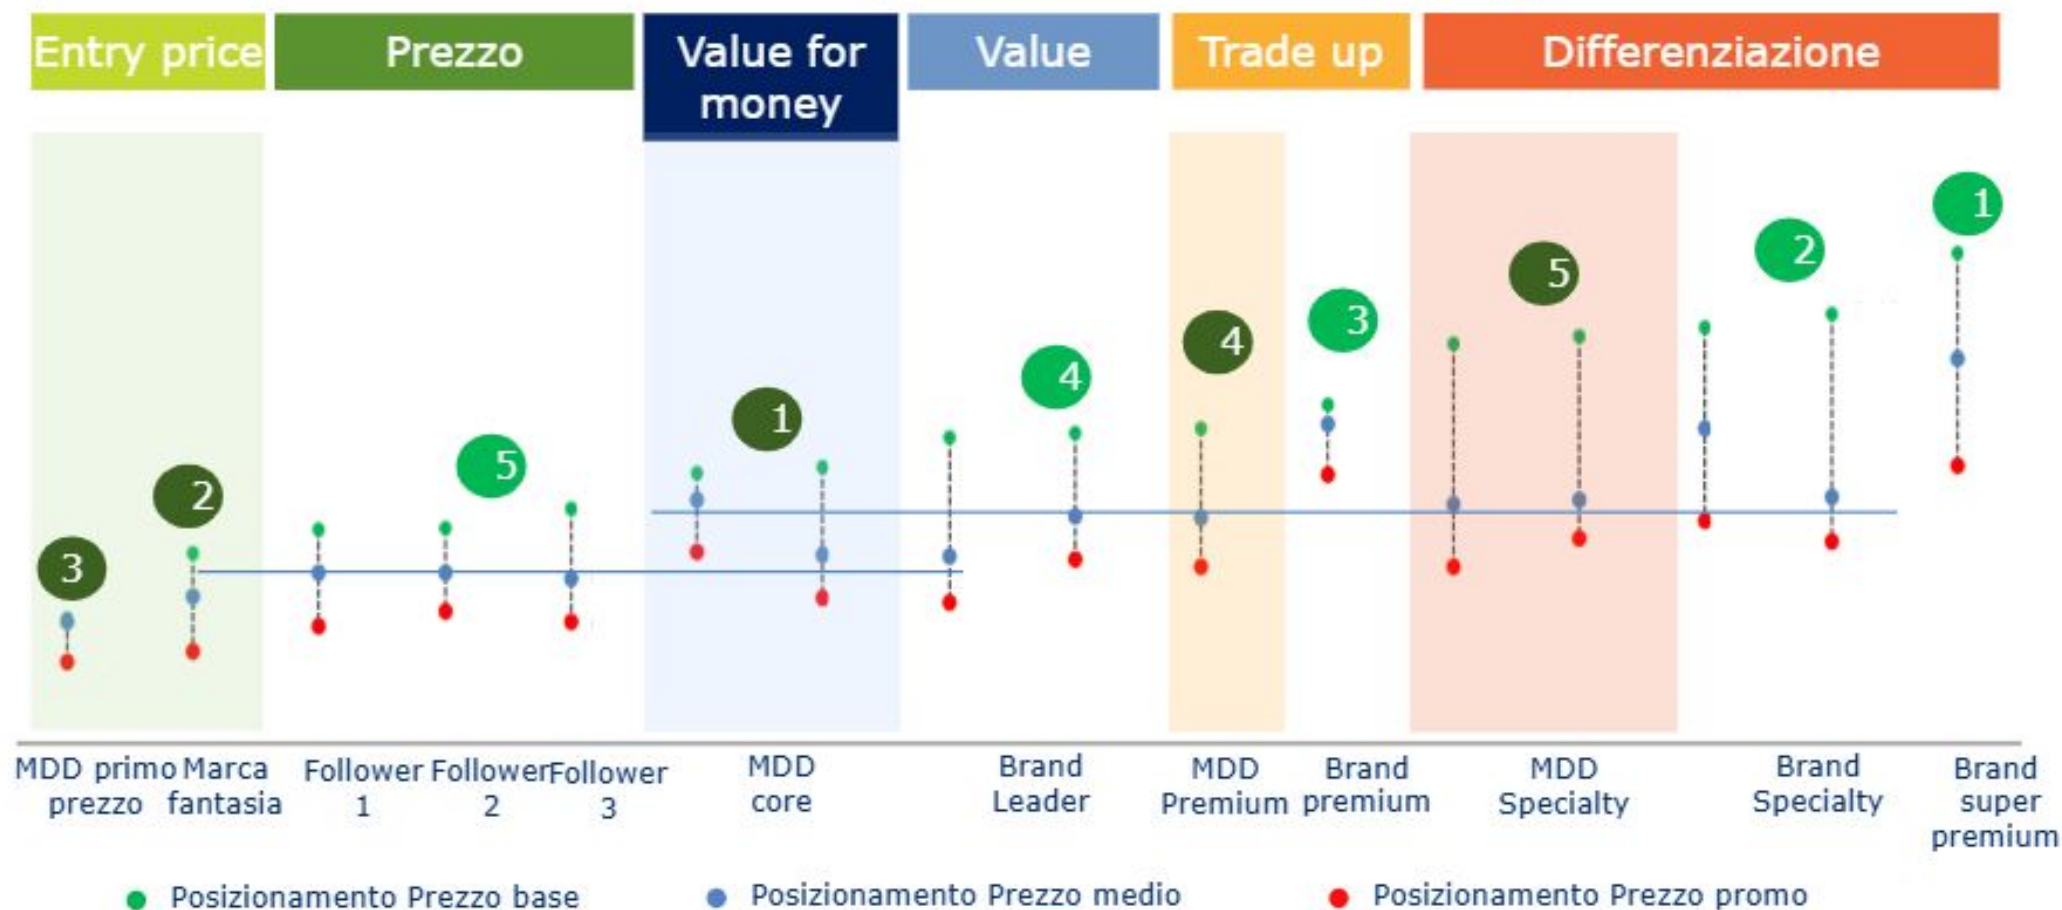 Entry price
Prezzo
Value for
money
Value
Trade up
Differenziazione
1
2
5
3
4
4
1
5
2
3
MDD primo
prezzo
Marca
fantasia
Follower
1
Follower
2
Follower
3
MDD
core
Brand
Leader
MDD
Premium
Brand
premium
MDD
Specialty
Brand
Specialty
Brand
super
premium
Posizionamento Prezzo base
Posizionamento Prezzo medio
Posizionamento Prezzo promo